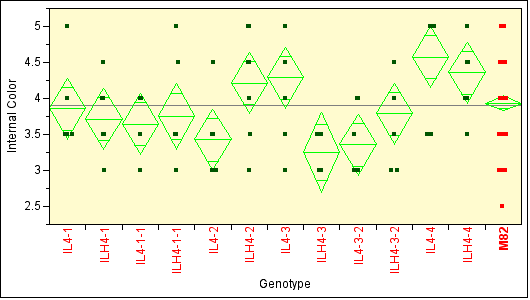 5
4.5
4
3.5
3
2.5
Internal Color
IL4-1
ILH4-1
IL4-1-1
ILH4-1-1
IL4-2
ILH4-2
IL4-3
ILH4-3
IL4-3-2
ILH4-3-2
IL4-4
ILH4-4
M82
Genotype